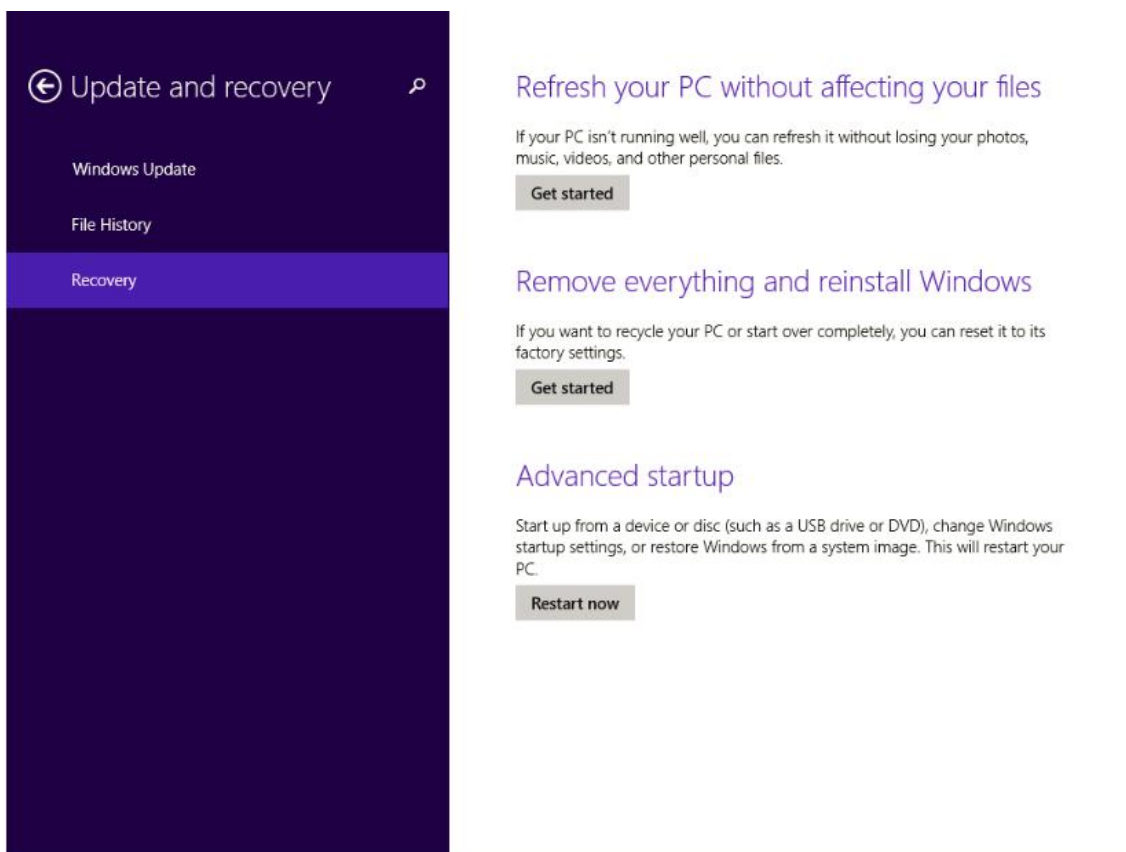 Update and recovery
Windows Update
File History
Recovery
Refresh your PC without affecting your files
If your PC isn't running well, you can refresh it without losing your photos,
music, videos, and other personal files.
Get started
Remove everything and reinstall Windows
If you want to recycle your PC or start over completely, you can reset it to its
factory settings.
Get started
Advanced startup
Start up from a device or disc (such as a USB drive or DVD), change Windows
startup settings, or restore Windows from a system image. This will restart your
PC.
Restart now